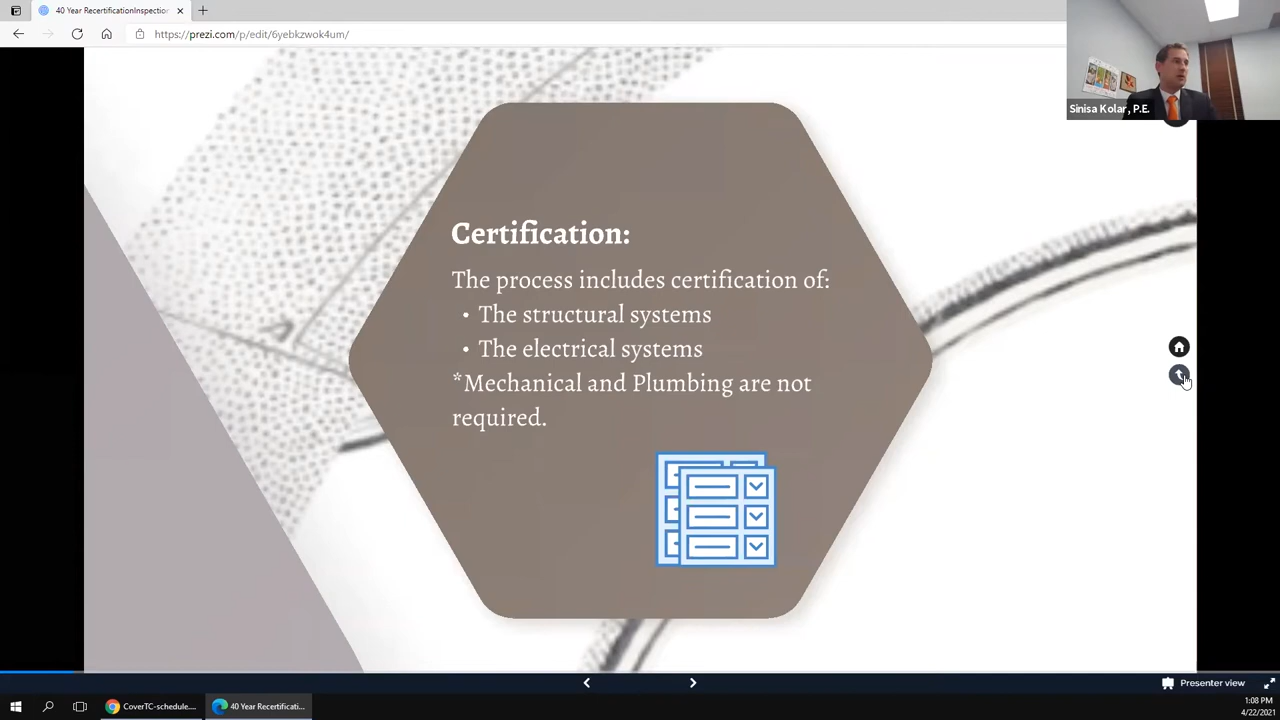 40 Year RecertificationInspectio
https://prezi.com/p/edit/6yebkzwok4um/
Sinisa Kolar, P.E.
Certification:
The process includes certification of:
• The structural systems
• The electrical systems
*Mechanical and Plumbing are not
required.
Presenter view
CoverTC-schedule....
40 Year Recertificati...
1:08 PM
4/22/2021